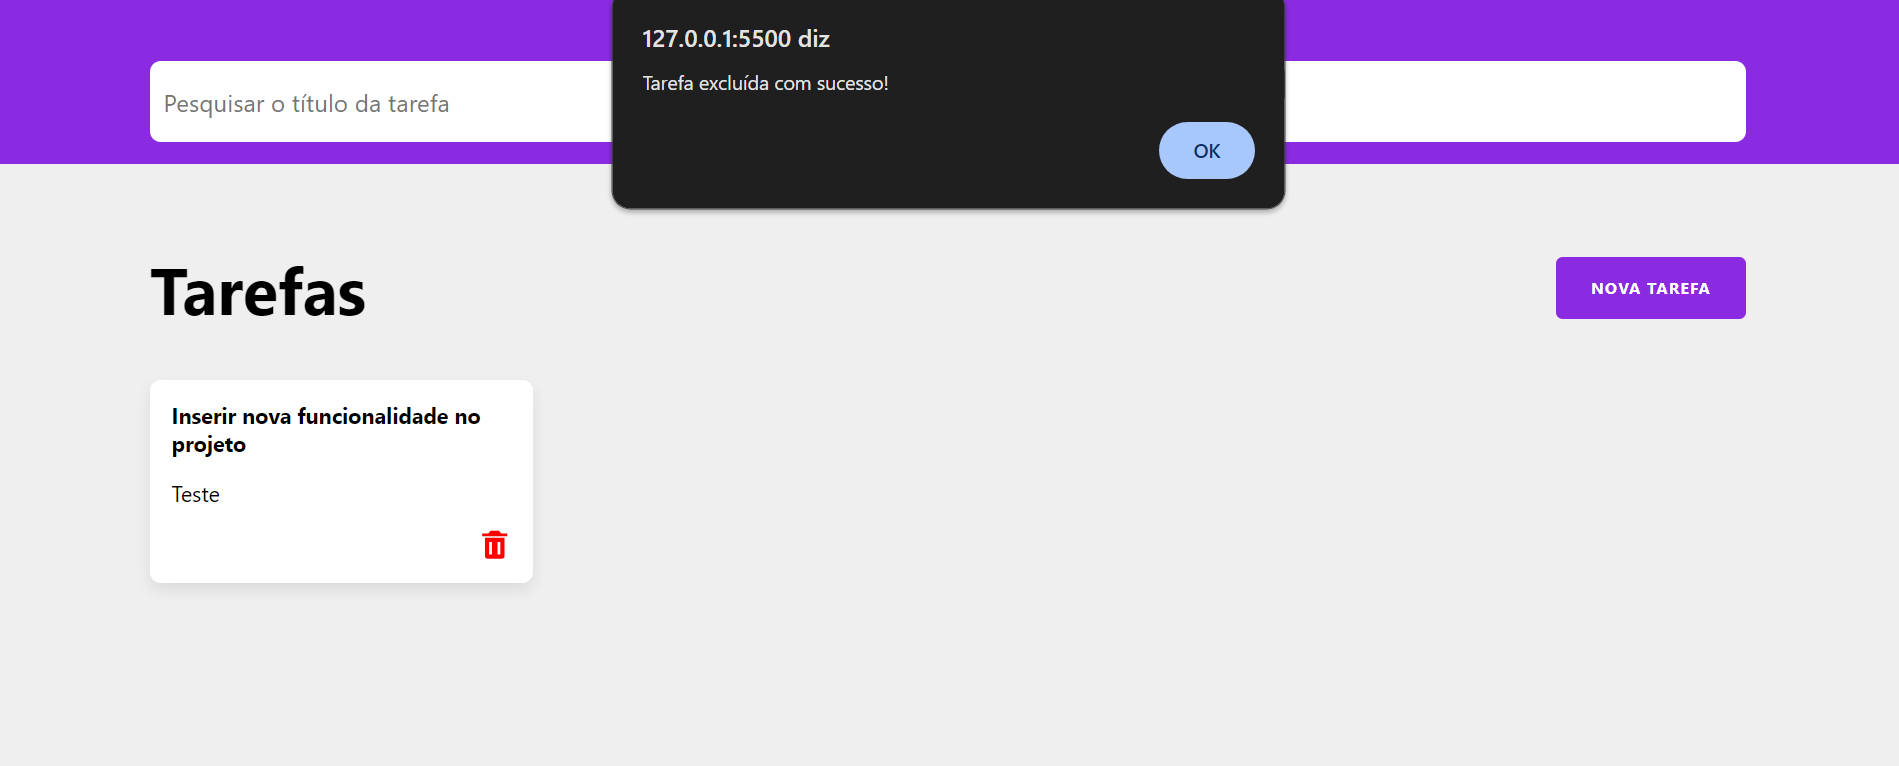 127.0.0.1:5500 diz
Tarefa excluída com sucesso!
OK
Pesquisar o título da tarefa
Tarefas
NOVA TAREFA
Inserir nova funcionalidade no
projeto
Teste